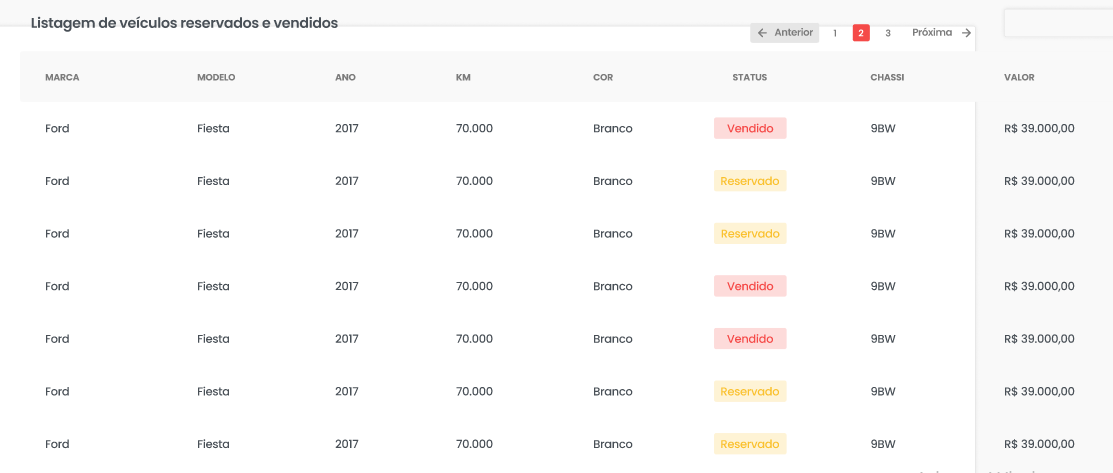 Listagem de veículos reservados e vendidos
← Anterior 1 2 3 Próxima →
MARCA MODELO ANO KM COR STATUS CHASSI VALOR
Ford Fiesta 2017 70.000 Branco Vendido 9BW R$ 39.000,00
Ford Fiesta 2017 70.000 Branco Reservado 9BW R$ 39.000,00
Ford Fiesta 2017 70.000 Branco Reservado 9BW R$ 39.000,00
Ford Fiesta 2017 70.000 Branco Vendido 9BW R$ 39.000,00
Ford Fiesta 2017 70.000 Branco Vendido 9BW R$ 39.000,00
Ford Fiesta 2017 70.000 Branco Reservado 9BW R$ 39.000,00
Ford Fiesta 2017 70.000 Branco Reservado 9BW R$ 39.000,00